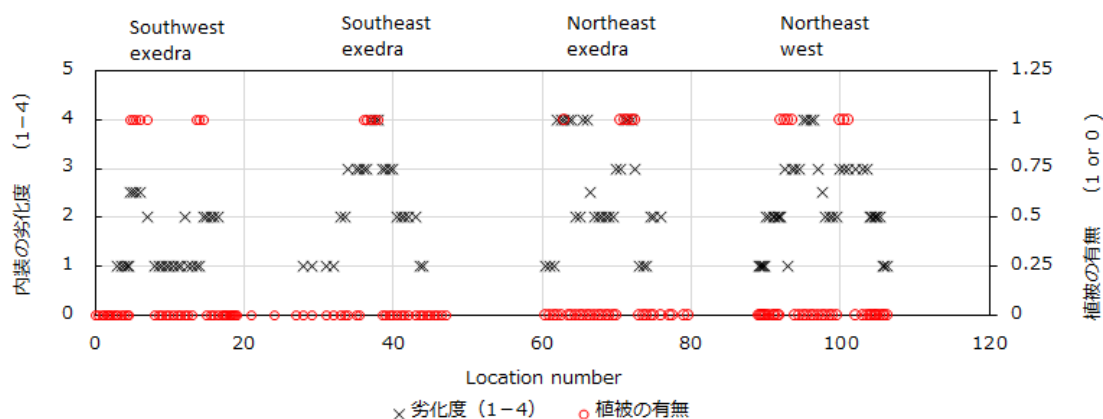 Southwest exedra
Southeast exedra
Northeast exedra
Northeast west
内装の劣化度 （1－4）
5
4
3
2
1
0
1.25
1
0.75
0.5
0.25
0
植被の有無 （1 or 0 ）
0 20 40 60 80 100 120
Location number
劣化度（1－4） 植被の有無